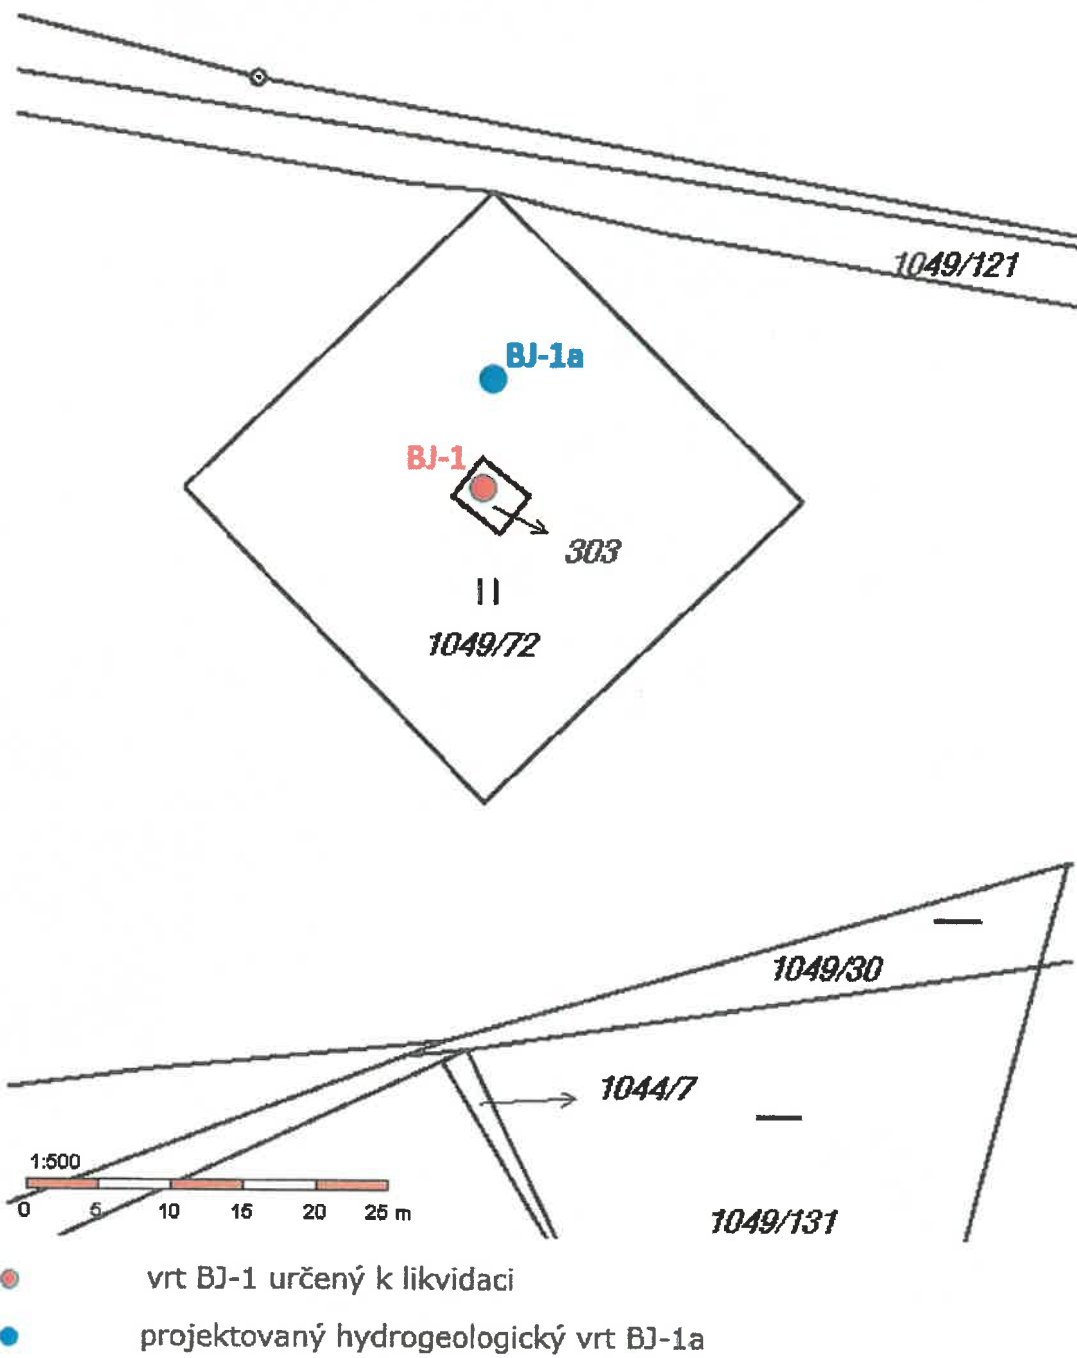 1049/121
BJ-1a
BJ-1
303
1049/72
1049/30
1044/7
1:500
0 5 10 15 20 25 m
1049/131
vrt BJ-1 určený k likvidaci
projektovaný hydrogeologický vrt BJ-1a